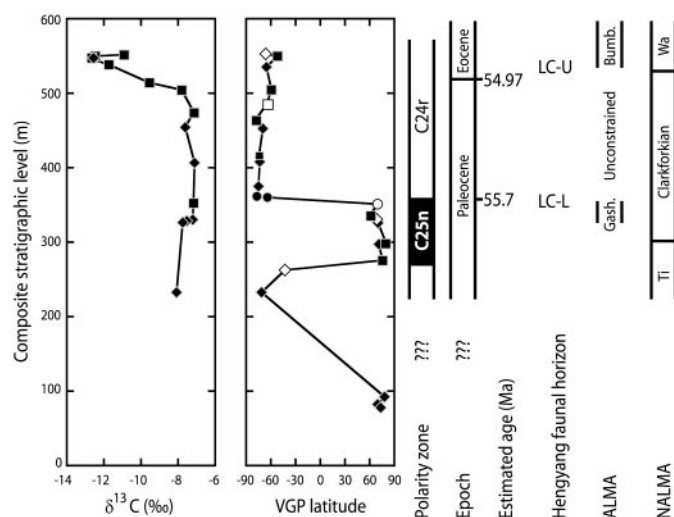 600
500
400
300
200
100
0
Composite stratigraphic level (m)
-14
-12
-10
-8
-6
δ13 C (‰)
-90
-60
-30
0
30
60
90
VGP latitude
C24r
C25n
???
Polarity zone
Eocene
Paleocene
???
Epoch
54.97
55.7
Estimated age (Ma)
LC-U
LC-L
Hengyang faunal horizon
Bumb.
Unconstrained
Gash.
ALMA
Wa
Clarkforkian
Ti
NALMA